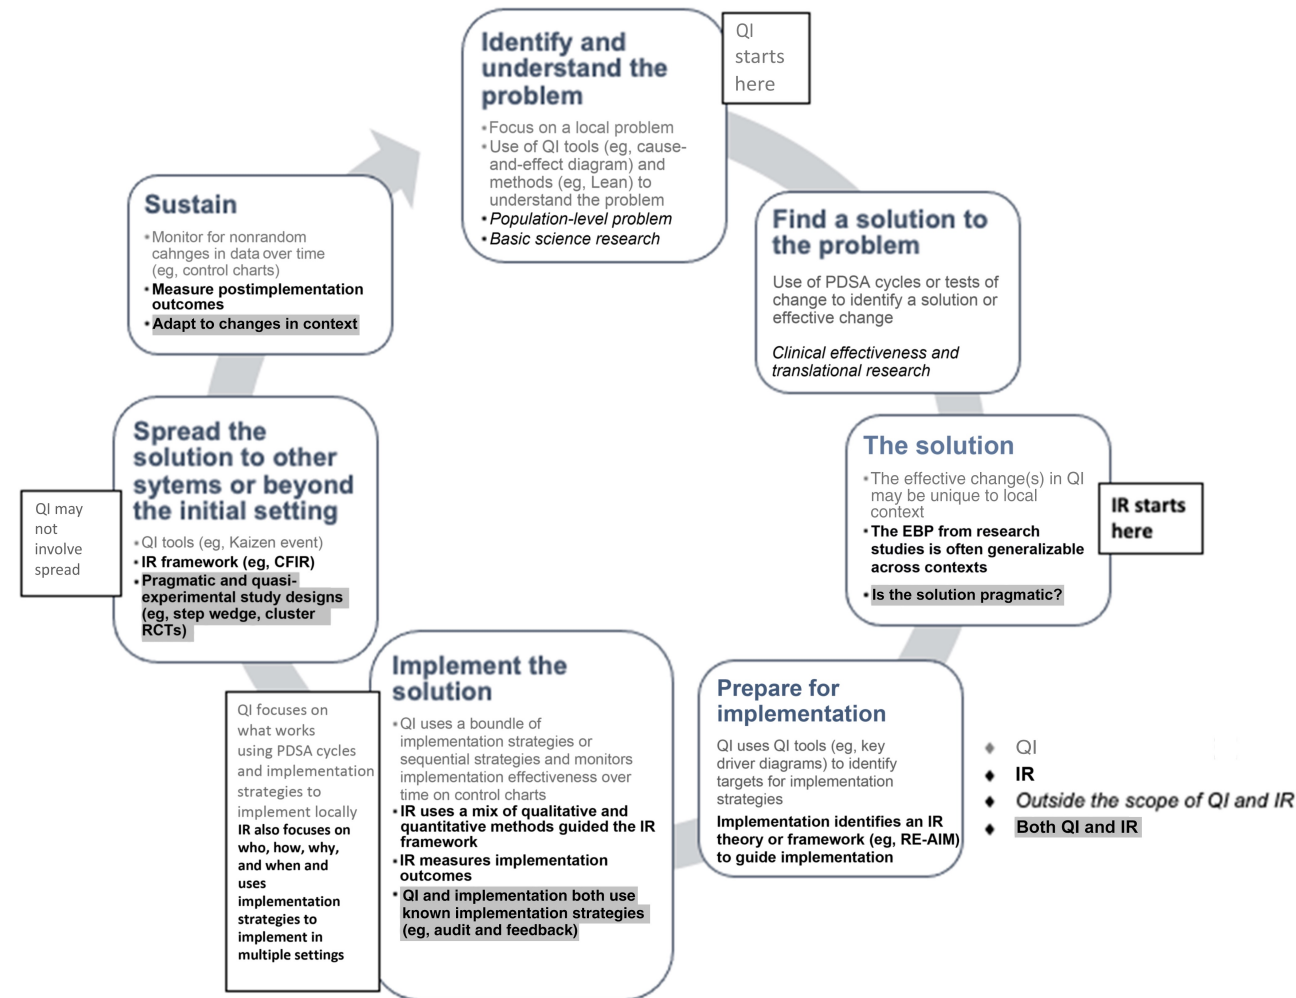 Identify and
understand the
problem
•Focus on a local problem
•Use of QI tools (eg, cause-
and-effect diagram) and
methods (eg, Lean) to
understand the problem
•Population-level problem
•Basic science research
QI
starts
here
Find a solution to
the problem
Use of PDSA cycles or tests of
change to identify a solution or
effective change
Clinical effectiveness and
translational research
The solution
•The effective change(s) in QI
may be unique to local
context
•The EBP from research
studies is often generalizable
across contexts
•Is the solution pragmatic?
IR starts
here
Prepare for
implementation
QI uses QI tools (eg, key
driver diagrams) to identify
targets for implementation
strategies
Implementation identifies an IR
theory or framework (eg, RE-AIM)
to guide implementation
Implement the
solution
•QI uses a boundle of
implementation strategies or
sequential strategies and monitors
implementation effectiveness over
time on control charts
•IR uses a mix of qualitative and
quantitative methods guided the IR
framework
•IR measures implementation
outcomes
•QI and implementation both use
known implementation strategies
(eg, audit and feedback)
QI focuses on
what works
using PDSA cycles
and implementation
strategies to
implement locally
IR also focuses on
who, how, why,
and when and
uses
implementation
strategies to
implement in
multiple settings
Spread the
solution to other
sytems or beyond
the initial setting
•QI tools (eg, Kaizen event)
•IR framework (eg, CFIR)
•Pragmatic and quasi-
experimental study designs
(eg, step wedge, cluster
RCTs)
QI may
not
involve
spread
Sustain
•Monitor for nonrandom
cahnges in data over time
(eg, control charts)
•Measure postimplementation
outcomes
•Adapt to changes in context
♦ QI
♦ IR
♦ Outside the scope of QI and IR
♦ Both QI and IR